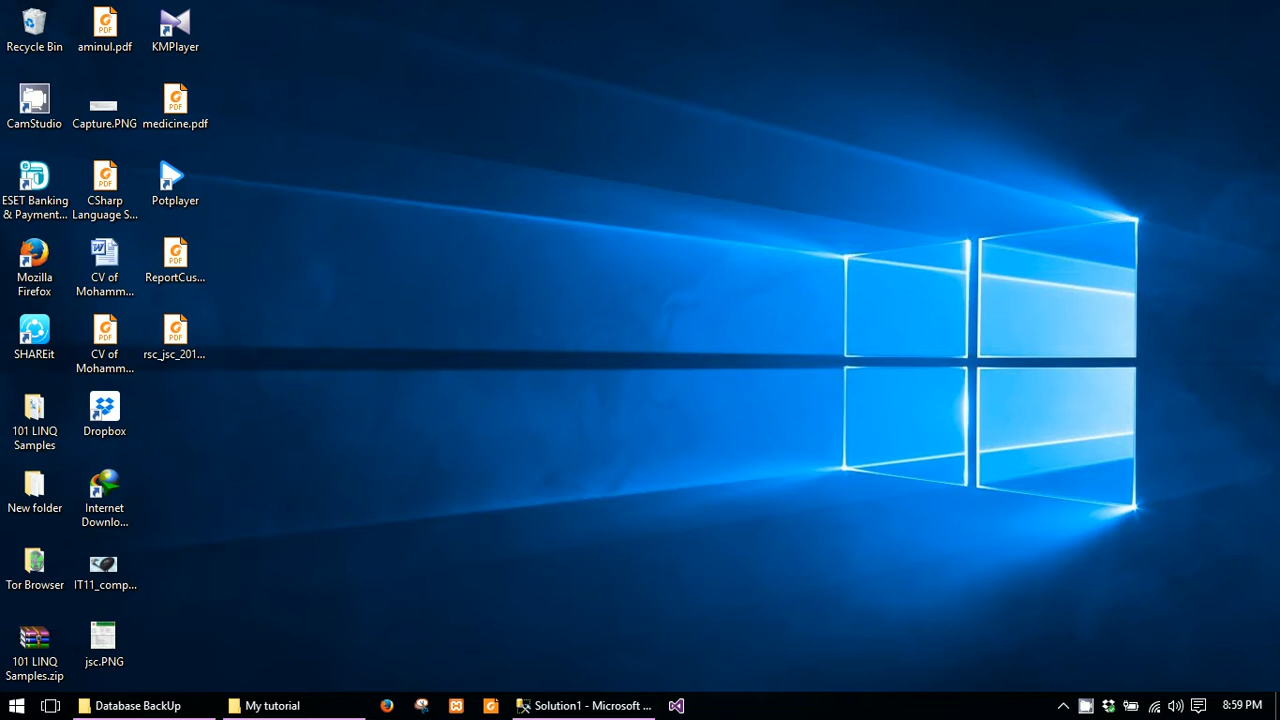 Recycle Bin
aminul.pdf
KMPlayer
CamStudio
Capture.PNG
medicine.pdf
ESET Banking
& Payment...
CSharp
Language S...
Potplayer
Mozilla
Firefox
CV of
Mohamm...
ReportCus...
SHAREit
CV of
Mohamm...
rsc_jsc_201...
101 LINQ
Samples
Dropbox
New folder
Internet
Downlo...
Tor Browser
IT11_comp...
101 LINQ
Samples.zip
jsc.PNG
Database BackUp
My tutorial
Solution1 - Microsoft ...
8:59 PM